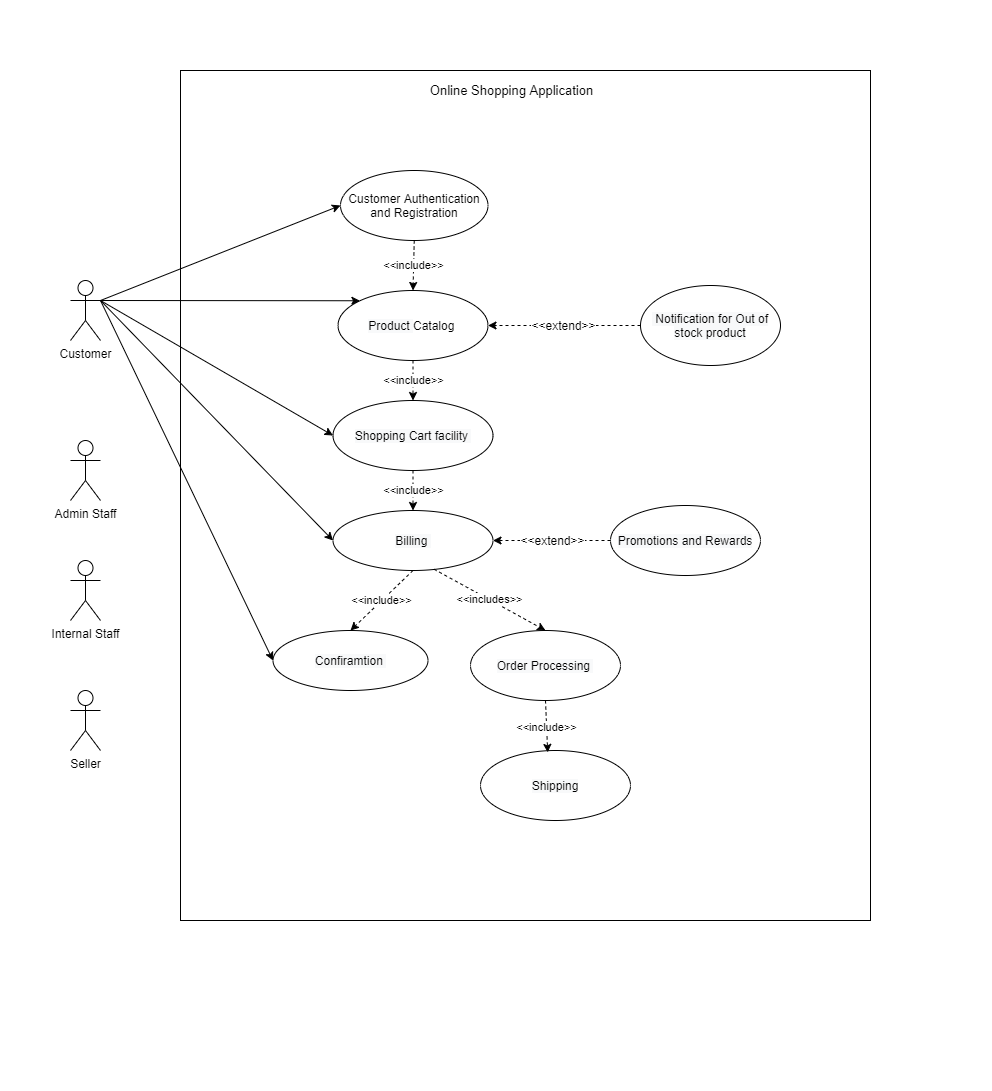 Online Shopping Application
Customer Authentication
and Registration
<<include>>
Customer
Product Catalog
<<extend>>
Notification for Out of
stock product
<<include>>
Shopping Cart facility
<<include>>
Admin Staff
Billing
<<extend>>
Promotions and Rewards
<<include>>
<<includes>>
Internal Staff
Confiramtion
Order Processing
<<include>>
Seller
Shipping